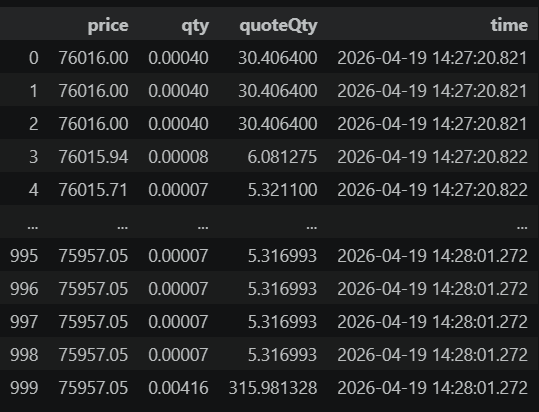 price qty quoteQty time
0 76016.00 0.00040 30.406400 2026-04-19 14:27:20.821
1 76016.00 0.00040 30.406400 2026-04-19 14:27:20.821
2 76016.00 0.00040 30.406400 2026-04-19 14:27:20.821
3 76015.94 0.00008 6.081275 2026-04-19 14:27:20.822
4 76015.71 0.00007 5.321100 2026-04-19 14:27:20.822
... ... ... ... ...
995 75957.05 0.00007 5.316993 2026-04-19 14:28:01.272
996 75957.05 0.00007 5.316993 2026-04-19 14:28:01.272
997 75957.05 0.00007 5.316993 2026-04-19 14:28:01.272
998 75957.05 0.00007 5.316993 2026-04-19 14:28:01.272
999 75957.05 0.00416 315.981328 2026-04-19 14:28:01.272